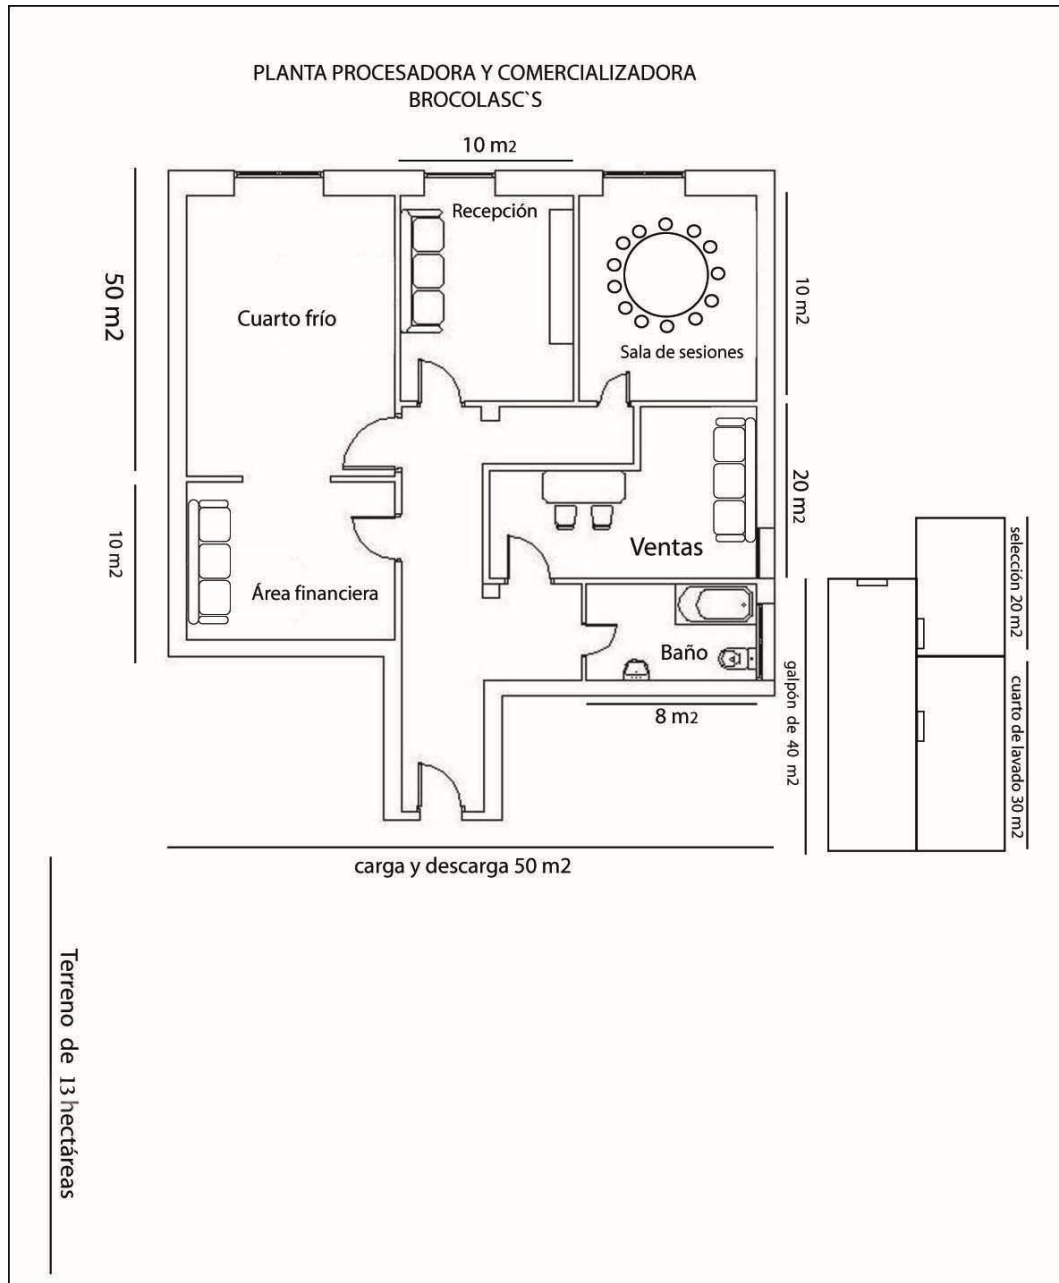 PLANTA PROCESADORA Y COMERCIALIZADORA
BROCOLASC`S
10 m2
50 m2
Recepción
Cuarto frío
Sala de sesiones
10 m2
20 m2
10 m2
Área financiera
Ventas
Baño
8 m2
galpón de 40 m2
selección 20 m2
cuarto de lavado 30 m2
carga y descarga 50 m2
Terreno de 13 hectáreas